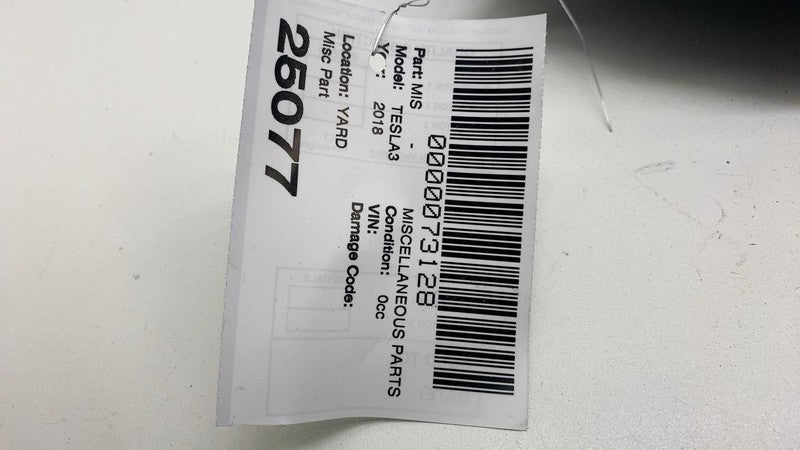 0000073128
Part: MIS - MISCELLANEOUS PARTS
Model: TESLA3 Condition: 0cc
2018 VIN:
Damage Code:
Location: YARD
Misc Part
25077